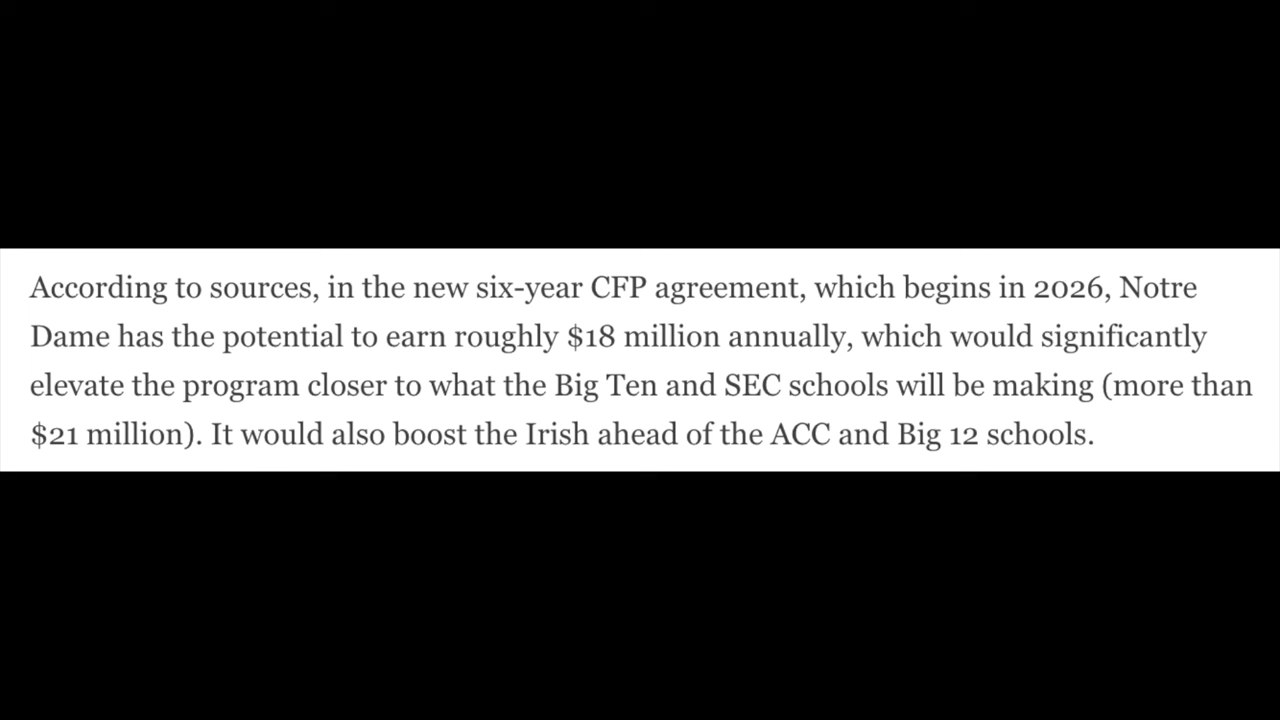 According to sources, in the new six-year CFP agreement, which begins in 2026, Notre
Dame has the potential to earn roughly $18 million annually, which would significantly
elevate the program closer to what the Big Ten and SEC schools will be making (more than
$21 million). It would also boost the Irish ahead of the ACC and Big 12 schools.